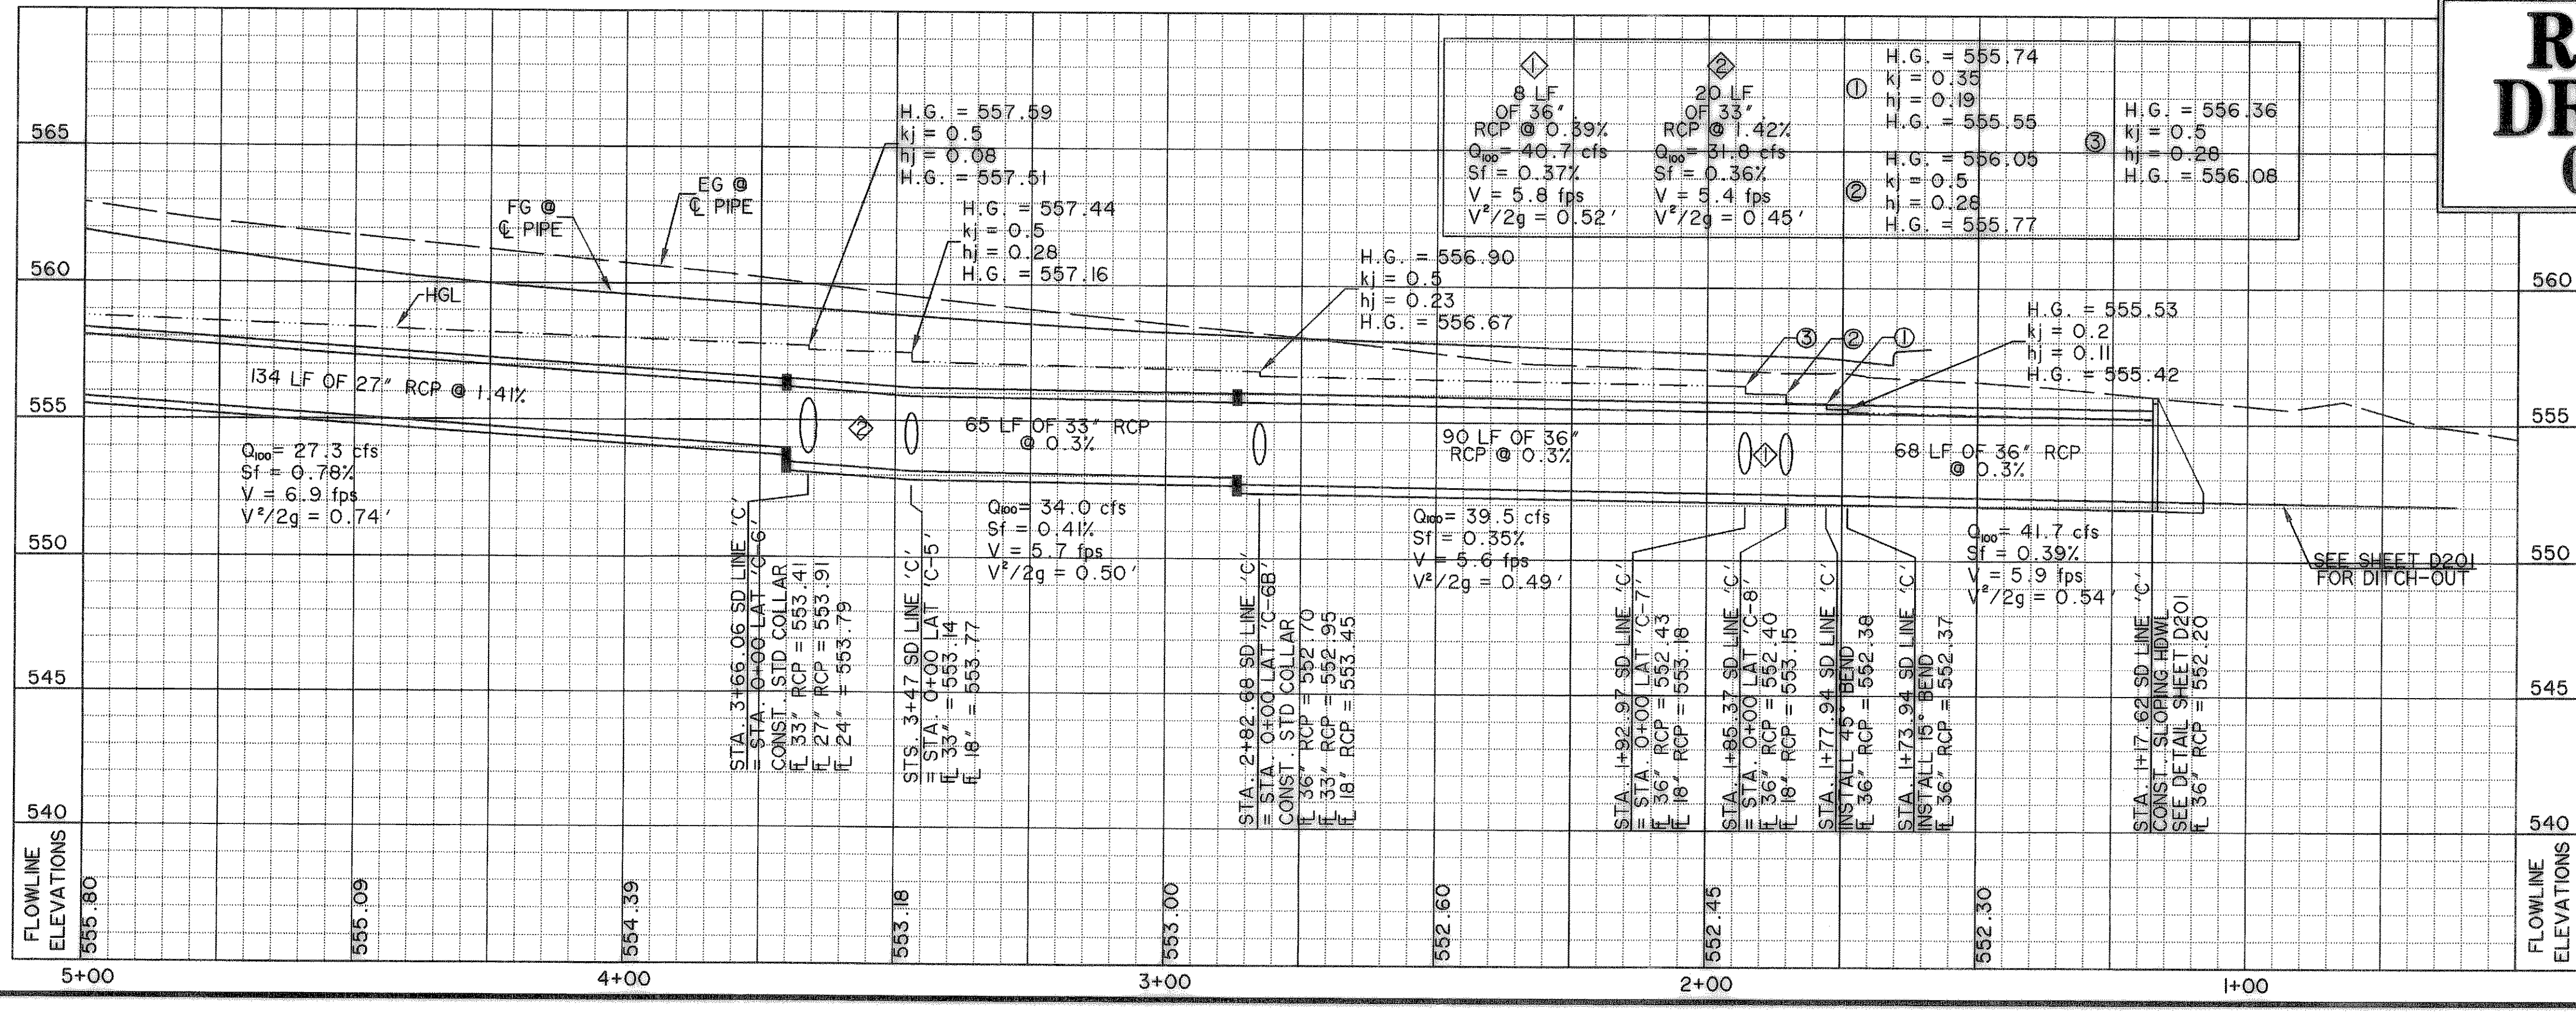 565
560
555
550
545
540
FLOWLINE
ELEVATIONS
FG @
℄ PIPE
EG @
℄ PIPE
HGL
H.G. = 557.59
kj = 0.5
hj = 0.08
H.G. = 557.51
H.G. = 557.44
kj = 0.5
hj = 0.28
H.G. = 557.16
H.G. = 556.90
kj = 0.5
hj = 0.23
H.G. = 556.67
1
8 LF
OF 36"
RCP @ 0.39%
Q100 = 40.7 cfs
Sf = 0.37%
V = 5.8 fps
V²/2g = 0.52'
2
20 LF
OF 33"
RCP @ 1.42%
Q100 = 31.8 cfs
Sf = 0.36%
V = 5.4 fps
V²/2g = 0.45'
1
H.G. = 555.74
kj = 0.35
hj = 0.19
H.G. = 555.55
2
H.G. = 556.05
kj = 0.5
hj = 0.28
H.G. = 555.77
3
H.G. = 556.36
kj = 0.5
hj = 0.28
H.G. = 556.08
H.G. = 555.53
kj = 0.2
hj = 0.11
H.G. = 555.42
3 2 1
134 LF OF 27" RCP @ 1.41%
Q100 = 27.3 cfs
Sf = 0.78%
V = 6.9 fps
V²/2g = 0.74'
2
65 LF OF 33" RCP
@ 0.3%
Q100 = 34.0 cfs
Sf = 0.41%
V = 5.7 fps
V²/2g = 0.50'
90 LF OF 36"
RCP @ 0.3%
Q100 = 39.5 cfs
Sf = 0.35%
V = 5.6 fps
V²/2g = 0.49'
1
68 LF OF 36" RCP
@ 0.3%
Q100 = 41.7 cfs
Sf = 0.39%
V = 5.9 fps
V²/2g = 0.54'
SEE SHEET D201
FOR DITCH-OUT
STA. 3+66.06 SD LINE 'C'
= STA. 0+00 LAT 'C-6'
CONST. STD COLLAR
FL 33" RCP = 553.41
FL 27" RCP = 553.91
FL 24" = 553.79
STS. 3+47 SD LINE 'C'
= STA. 0+00 LAT 'C-5'
FL 33" = 553.14
FL 18" = 553.77
STA. 2+82.68 SD LINE 'C'
= STA. 0+00 LAT. 'C-6B'
CONST. STD COLLAR
FL 36" RCP = 552.70
FL 33" RCP = 552.95
FL 18" RCP = 553.45
STA. 1+92.97 SD LINE 'C'
= STA. 0+00 LAT 'C-7'
FL 36" RCP = 552.43
FL 18" RCP = 553.18
STA. 1+85.37 SD LINE 'C'
= STA. 0+00 LAT 'C-8'
FL 36" RCP = 552.40
FL 18" RCP = 553.15
STA. 1+77.94 SD LINE 'C'
INSTALL 45° BEND
FL 36" RCP = 552.38
STA. 1+73.94 SD LINE 'C'
INSTALL 15° BEND
FL 36" RCP = 552.37
STA. 1+17.62 SD LINE 'C'
CONST. SLOPING HDWL
SEE DETAIL SHEET D201
FL 36" RCP = 552.20
555.80
555.09
554.39
553.18
553.00
552.60
552.45
552.30
5+00
4+00
3+00
2+00
1+00
560
555
550
545
540
FLOWLINE
ELEVATIONS